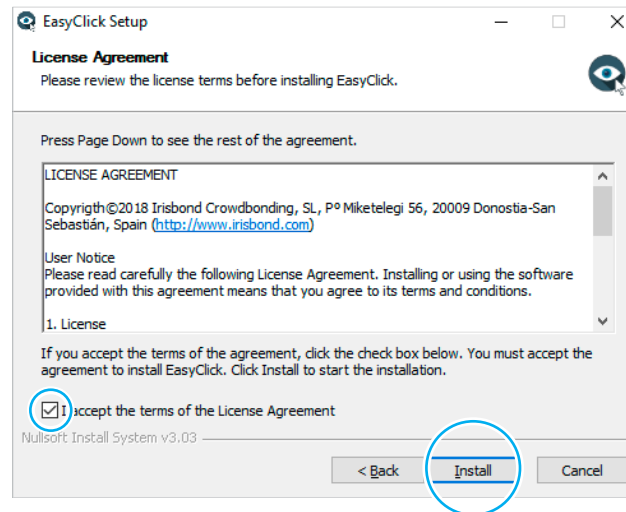 EasyClick Setup
License Agreement
Please review the license terms before installing EasyClick.
Press Page Down to see the rest of the agreement.
LICENSE AGREEMENT
Copyrigth©2018 Irisbond Crowdbonding, SL, Pº Miketelegi 56, 20009 Donostia-San
Sebastián, Spain (http://www.irisbond.com)
User Notice
Please read carefully the following License Agreement. Installing or using the software
provided with this agreement means that you agree to its terms and conditions.
1. License
If you accept the terms of the agreement, click the check box below. You must accept the
agreement to install EasyClick. Click Install to start the installation.
I accept the terms of the License Agreement
Nullsoft Install System v3.03
< Back Install Cancel